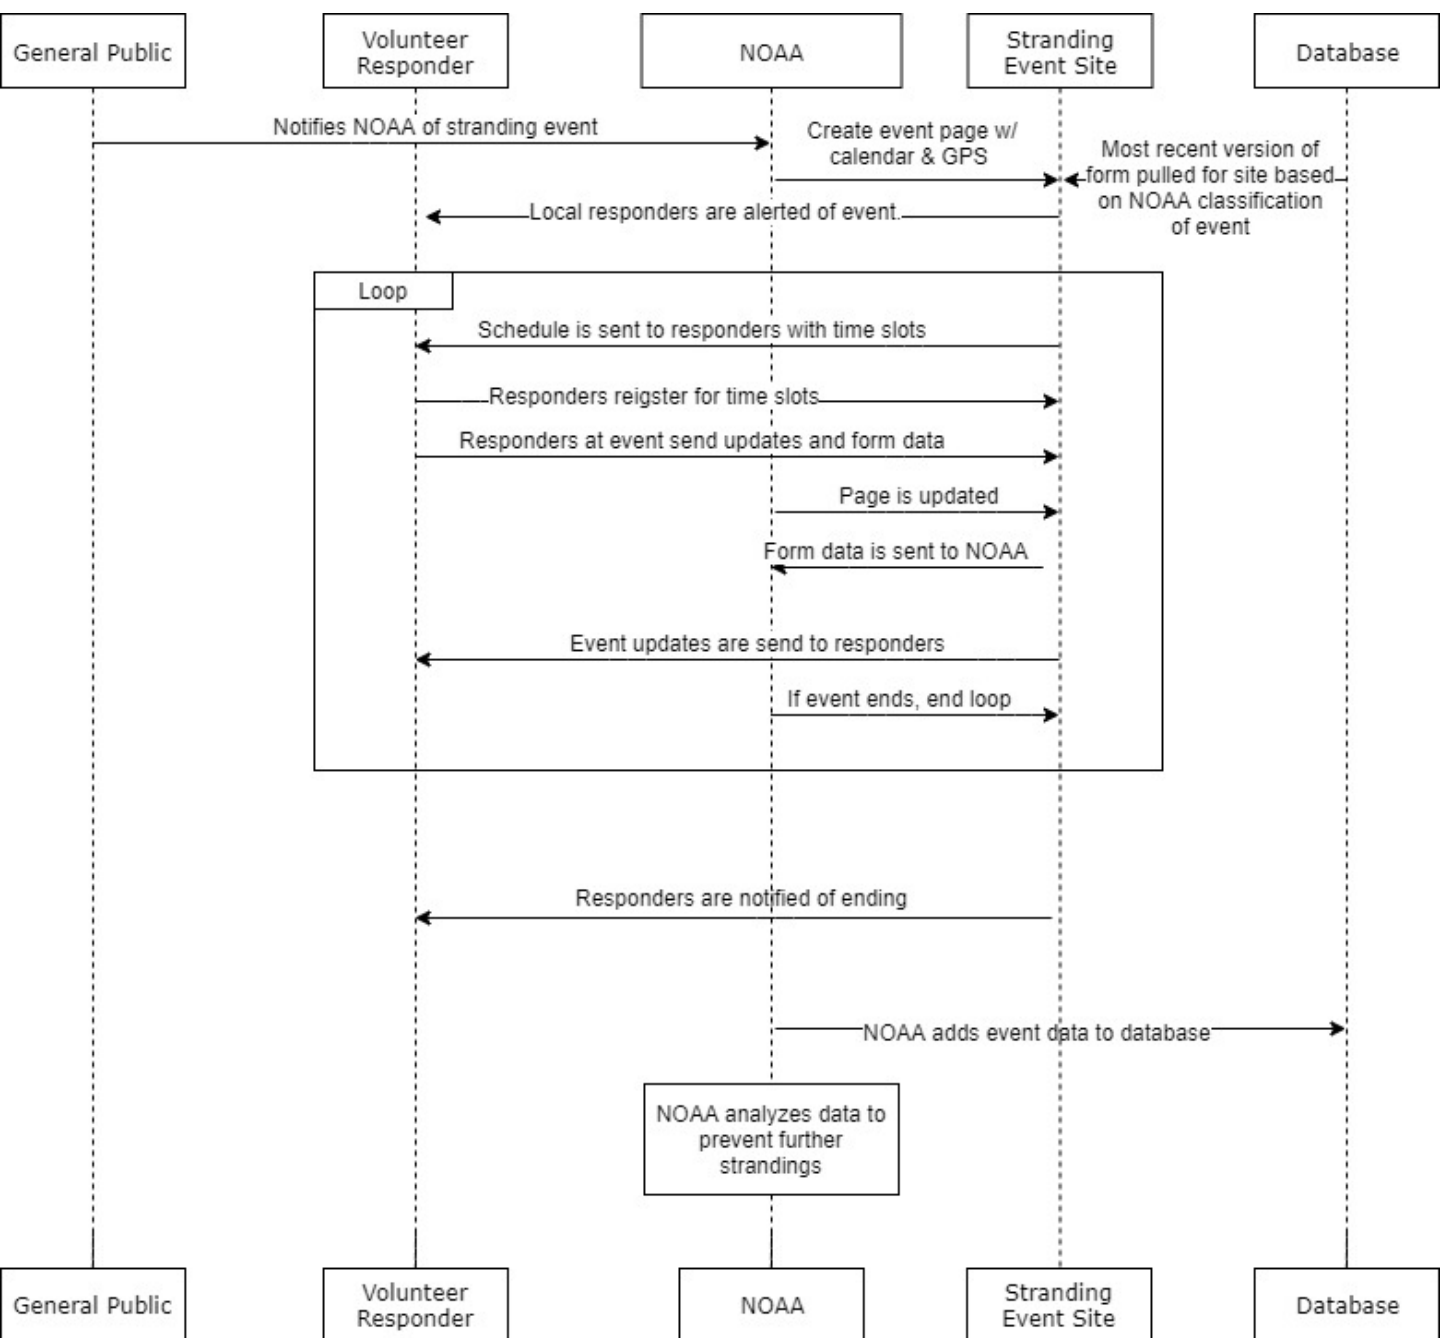 General Public
Volunteer
Responder
NOAA
Stranding
Event Site
Database
Notifies NOAA of stranding event
Create event page w/
calendar & GPS
Most recent version of
form pulled for site based
on NOAA classification
of event
Local responders are alerted of event.
Loop
Schedule is sent to responders with time slots
Responders reigster for time slots
Responders at event send updates and form data
Page is updated
Form data is sent to NOAA
Event updates are send to responders
If event ends, end loop
Responders are notified of ending
NOAA adds event data to database
NOAA analyzes data to
prevent further
strandings
General Public
Volunteer
Responder
NOAA
Stranding
Event Site
Database